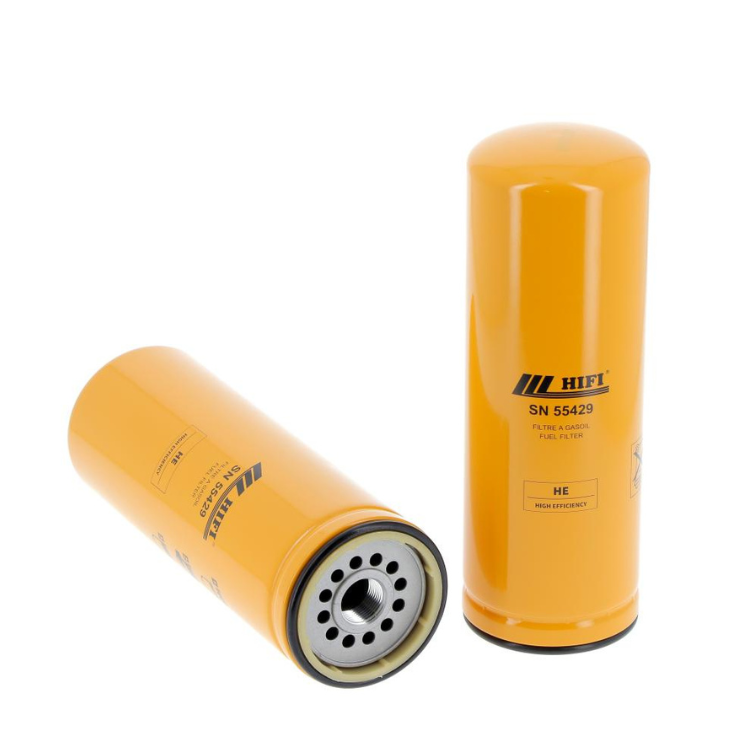 HIFI®
SN 55429
FILTRE A GASOIL
FUEL FILTER
HE
HIGH EFFICIENCY
HIFI
SN 55429
FILTRE A GASOIL
FUEL FILTER
HE
HIGH EFFICIENCY